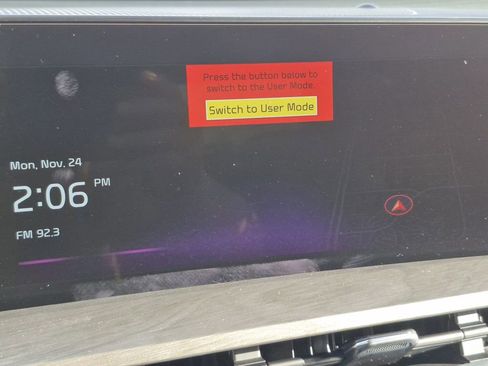 Press the button below to
switch to the User Mode.
Switch to User Mode
Mon, Nov. 24
2:06 PM
FM 92.3